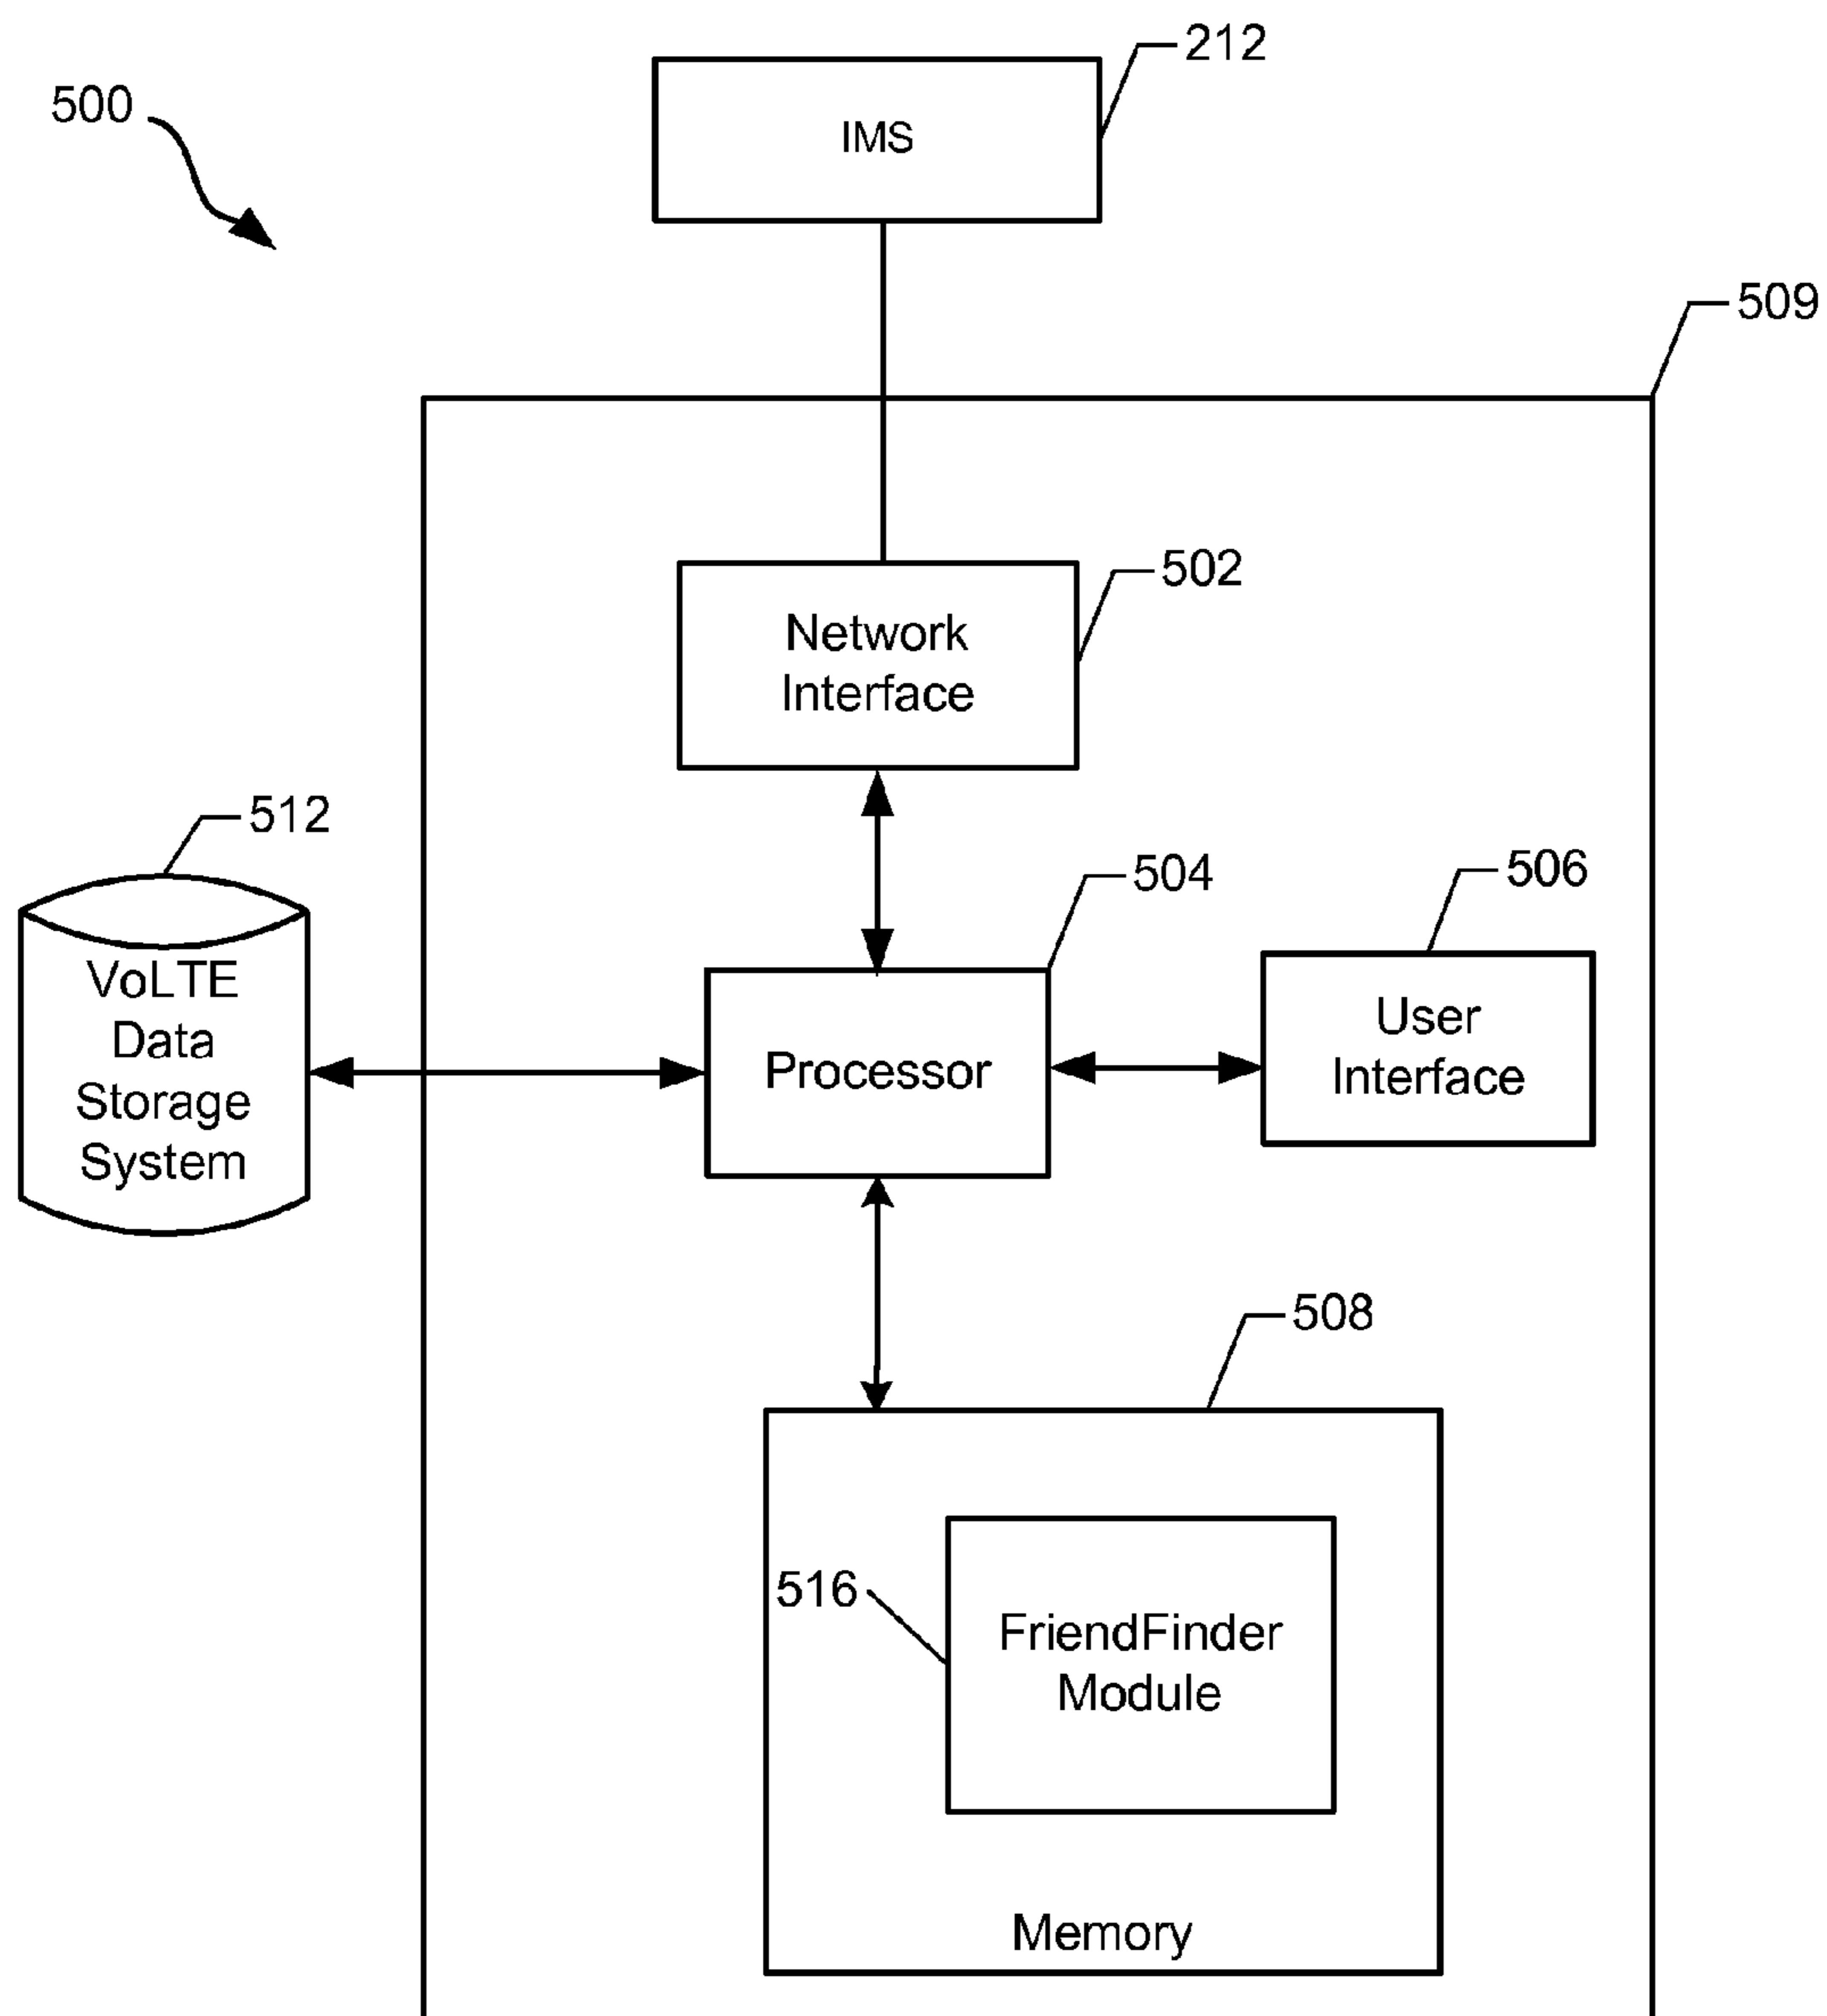 212
500
IMS
509
502
Network
Interface
512
504
506
VoLTE
Data
Storage
System
Processor
User
Interface
508
516
FriendFinder
Module
Memory